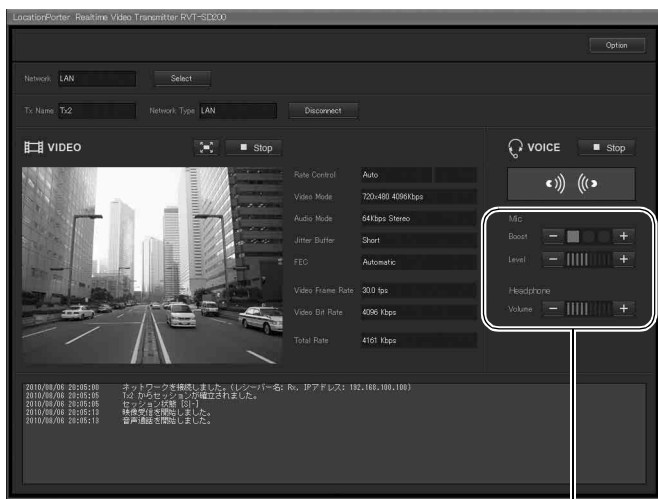 LocationPorter Realtime Video Transmitter RVT-SD200
Option
Network LAN Select
Tx Name Tx2 Network Type LAN Disconnect
VIDEO Stop
VOICE Stop
Rate Control Auto
Video Mode 720x480 4096Kbps
Audio Mode 64Kbps Stereo
Jitter Buffer Short
FEC Automatic
Video Frame Rate 30.0 fps
Video Bit Rate 4096 Kbps
Total Rate 4161 Kbps
Mic
Boost
Level
Headphone
Volume
2010/08/06 20:05:00 ネットワークを接続しました。(レシーバー名: Rx, IPアドレス: 192.168.100.100)
2010/08/06 20:05:05 Tx2 からセッションが確立されました。
2010/08/06 20:05:05 セッション状態 [S|-]
2010/08/06 20:05:13 映像受信を開始しました。
2010/08/06 20:05:13 音声通話を開始しました。